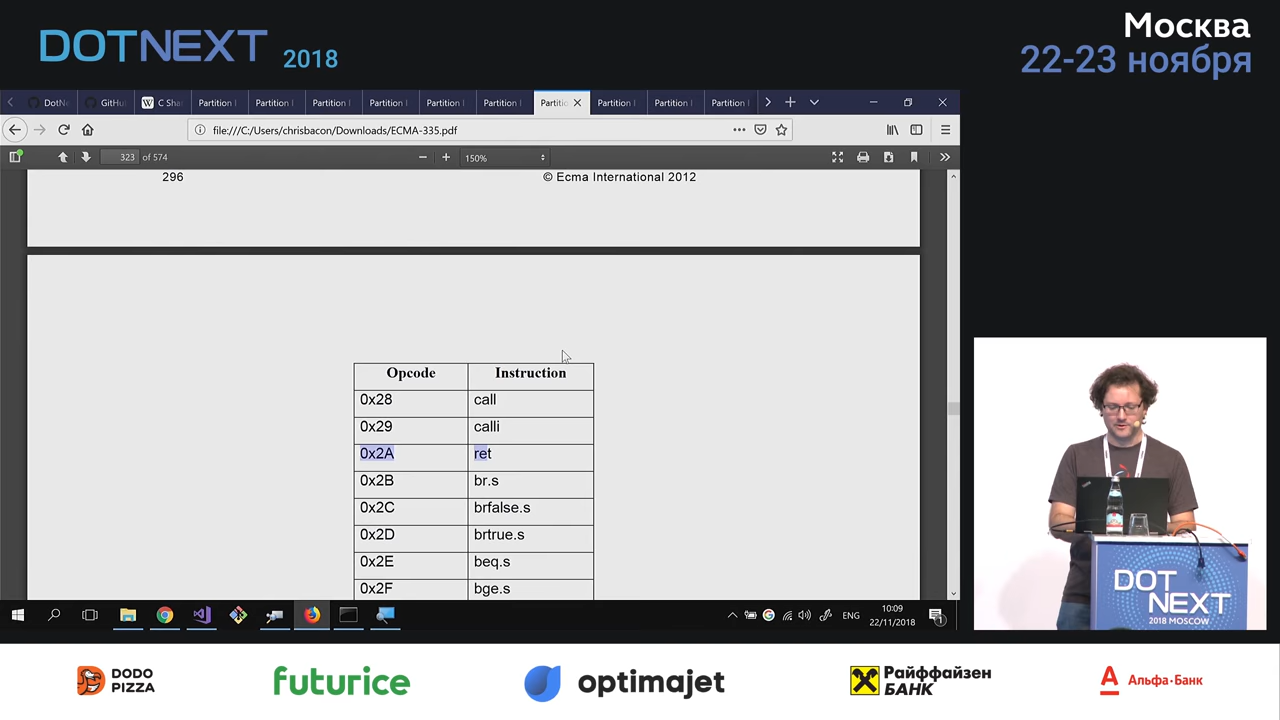 DOTNEXT 2018
Москва
22-23 ноября
DotNe
GitHub
W C Sha
Partition
Partition
Partition
Partition
Partition
Partition
Partitio
Partition
Partition
Partition
file:///C:/Users/chrisbacon/Downloads/ECMA-335.pdf
323 of 574
150%
296
© Ecma International 2012
Opcode Instruction
0x28 call
0x29 calli
0x2A ret
0x2B br.s
0x2C brfalse.s
0x2D brtrue.s
0x2E beq.s
0x2F bge.s
ENG
10:09
22/11/2018
1
DOT
NEXT
2018 MOSCOW
DODO
PIZZA
futurice
optimajet
Райффайзен
БАНК
А
Альфа·Банк